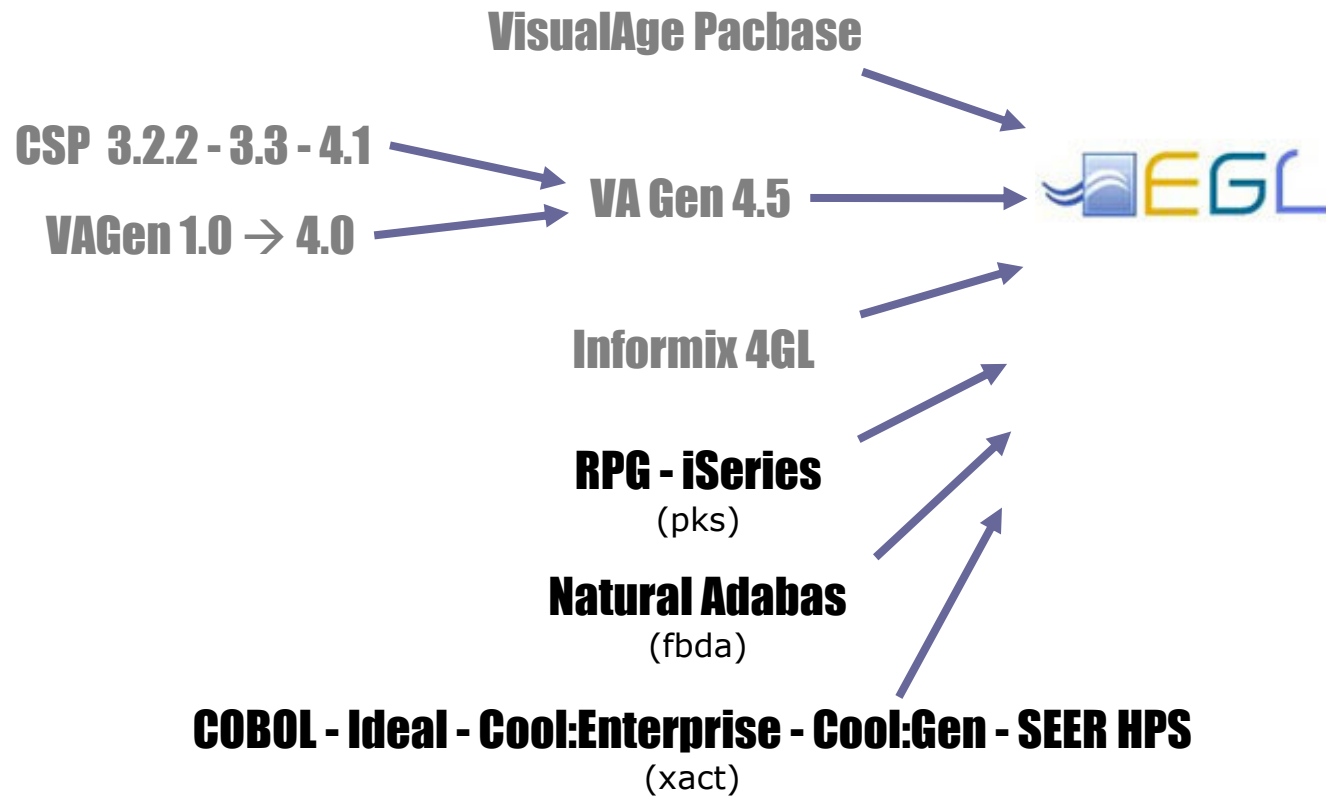 VisualAge Pacbase
CSP 3.2.2 - 3.3 - 4.1
EGL
VA Gen 4.5
VAGen 1.0 → 4.0
Informix 4GL
RPG - iSeries
(pks)
Natural Adabas
(fbda)
COBOL - Ideal - Cool:Enterprise - Cool:Gen - SEER HPS
(xact)